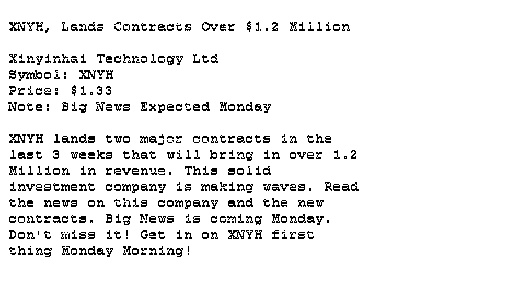 XNYH, Lands Contracts Over $1.2 Million
Xinyinhai Technology Ltd
Symbol: XNYH
Price: $1.33
Note: Big News Expected Monday
XNYH lands two major contracts in the
last 3 weeks that will bring in over 1.2
Million in revenue. This solid
investment company is making waves. Read
the news on this company and the new
contracts. Big News is coming Monday.
Don't miss it! Get in on XNYH first
thing Monday Morning!